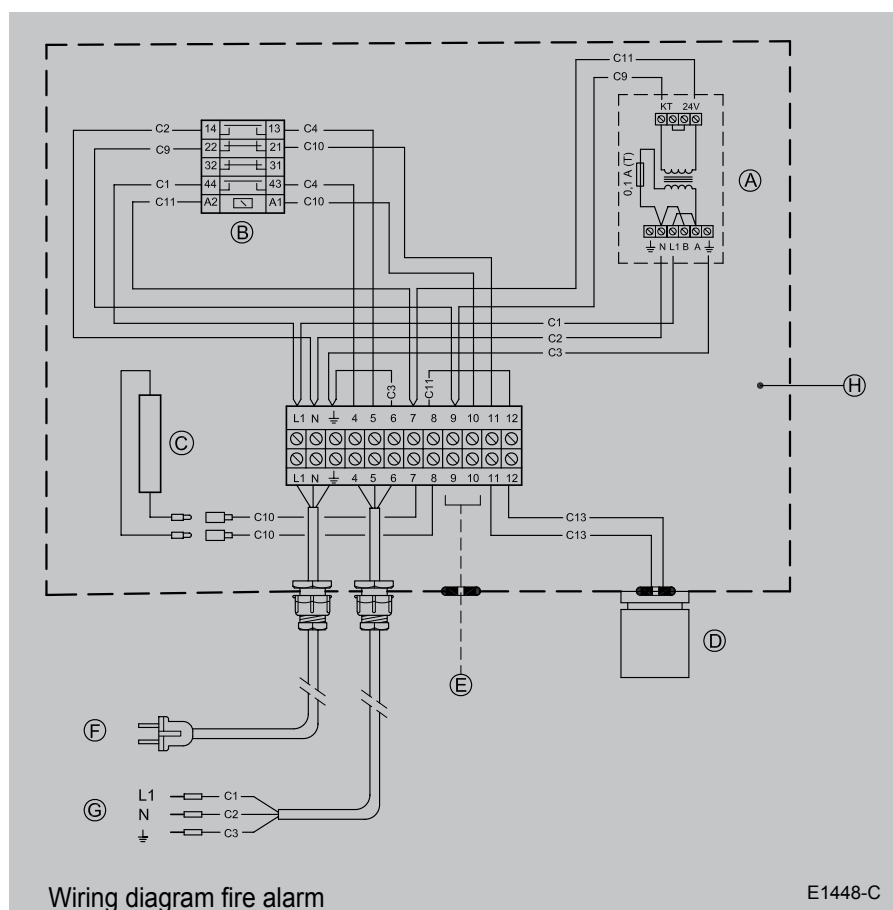 C11
C9
KT 24V
0,1 A (T)
A
N L1 B A
C2 14 13 C4
C9 22 21 C10
32 31
C1 44 43 C4
C11 A2 A1 C10
B
C1
C2
C3
C3
C11
H
L1 N 4 5 6 7 8 9 10 11 12
C
L1 N 4 5 6 7 8 9 10 11 12
C10
C10
C13
C13
D
E
F
G
L1 C1
N C2
C3
Wiring diagram fire alarm
E1448-C